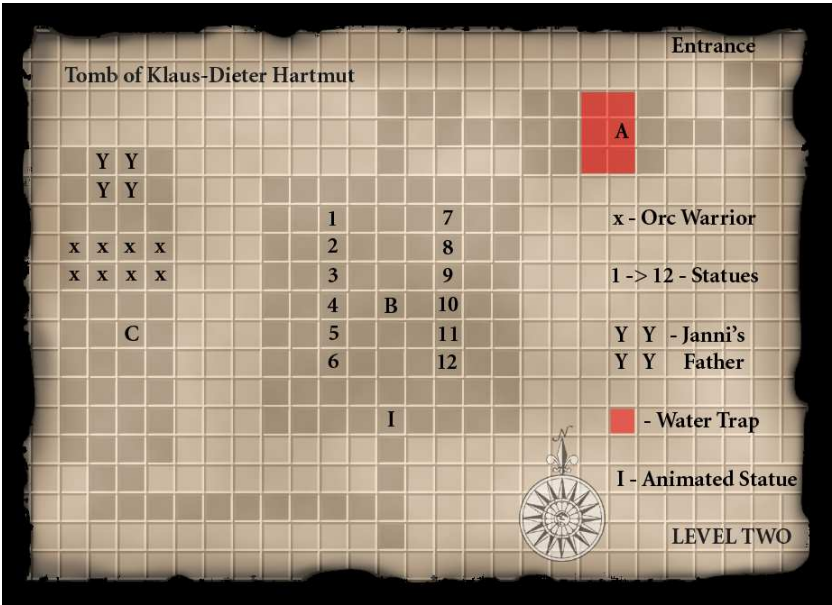 Entrance
Tomb of Klaus-Dieter Hartmut
A
Y Y
Y Y
1 7 x - Orc Warrior
x x x x 2 8
x x x x 3 9 1 -> 12 - Statues
4 B 10
C 5 11 Y Y - Janni's
6 12 Y Y Father
I - Water Trap
N
I - Animated Statue
LEVEL TWO